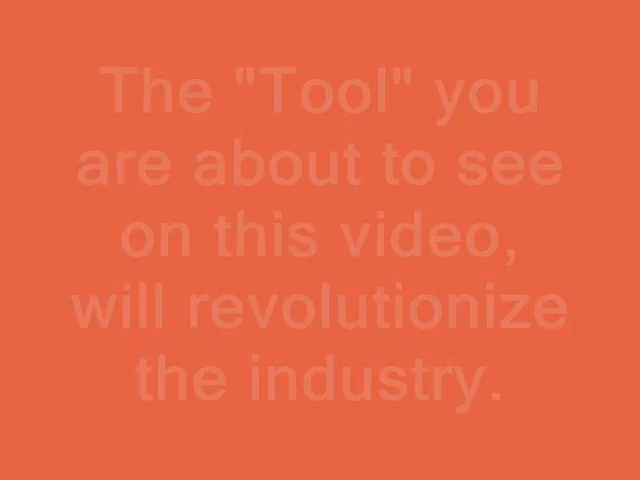 The "Tool" you
are about to see
on this video,
will revolutionize
the industry.